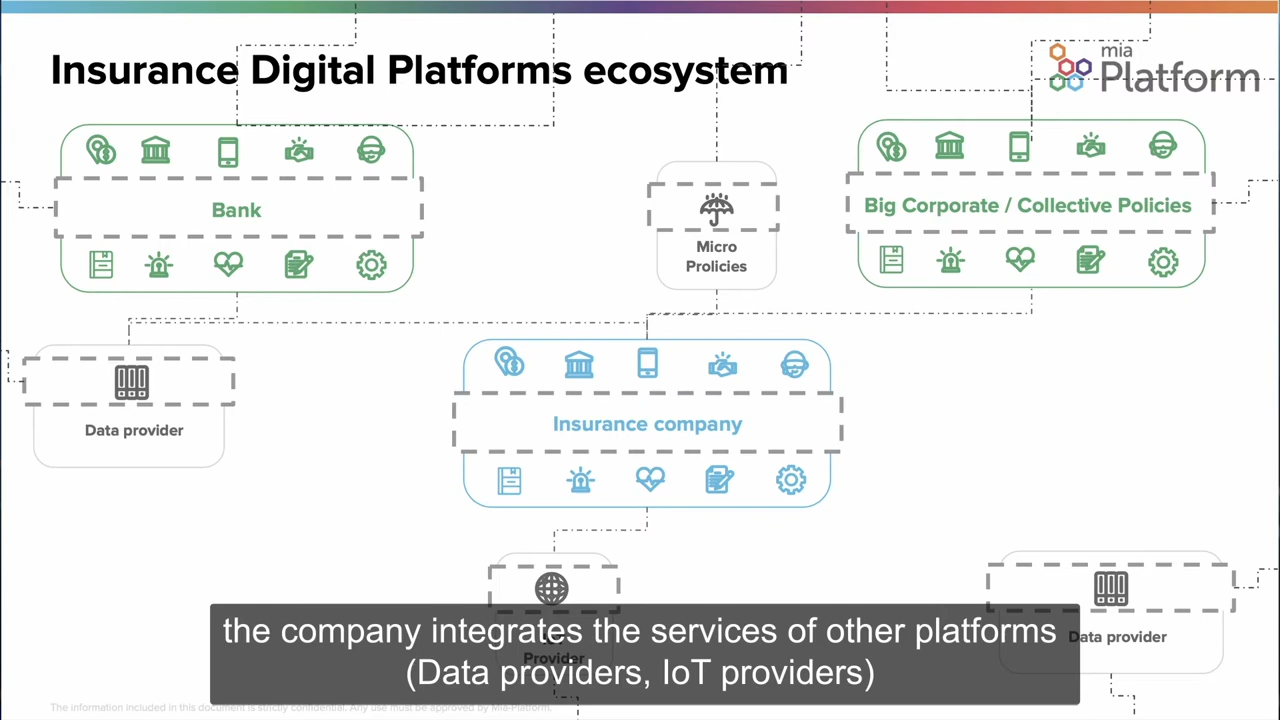 Insurance Digital Platforms ecosystem
mia
Platform
Bank
Big Corporate / Collective Policies
Micro
Prolicies
Data provider
Insurance company
Provider
Data provider
the company integrates the services of other platforms
(Data providers, IoT providers)
The information included in this document is strictly confidential. Any use must be approved by Mia-Platform.